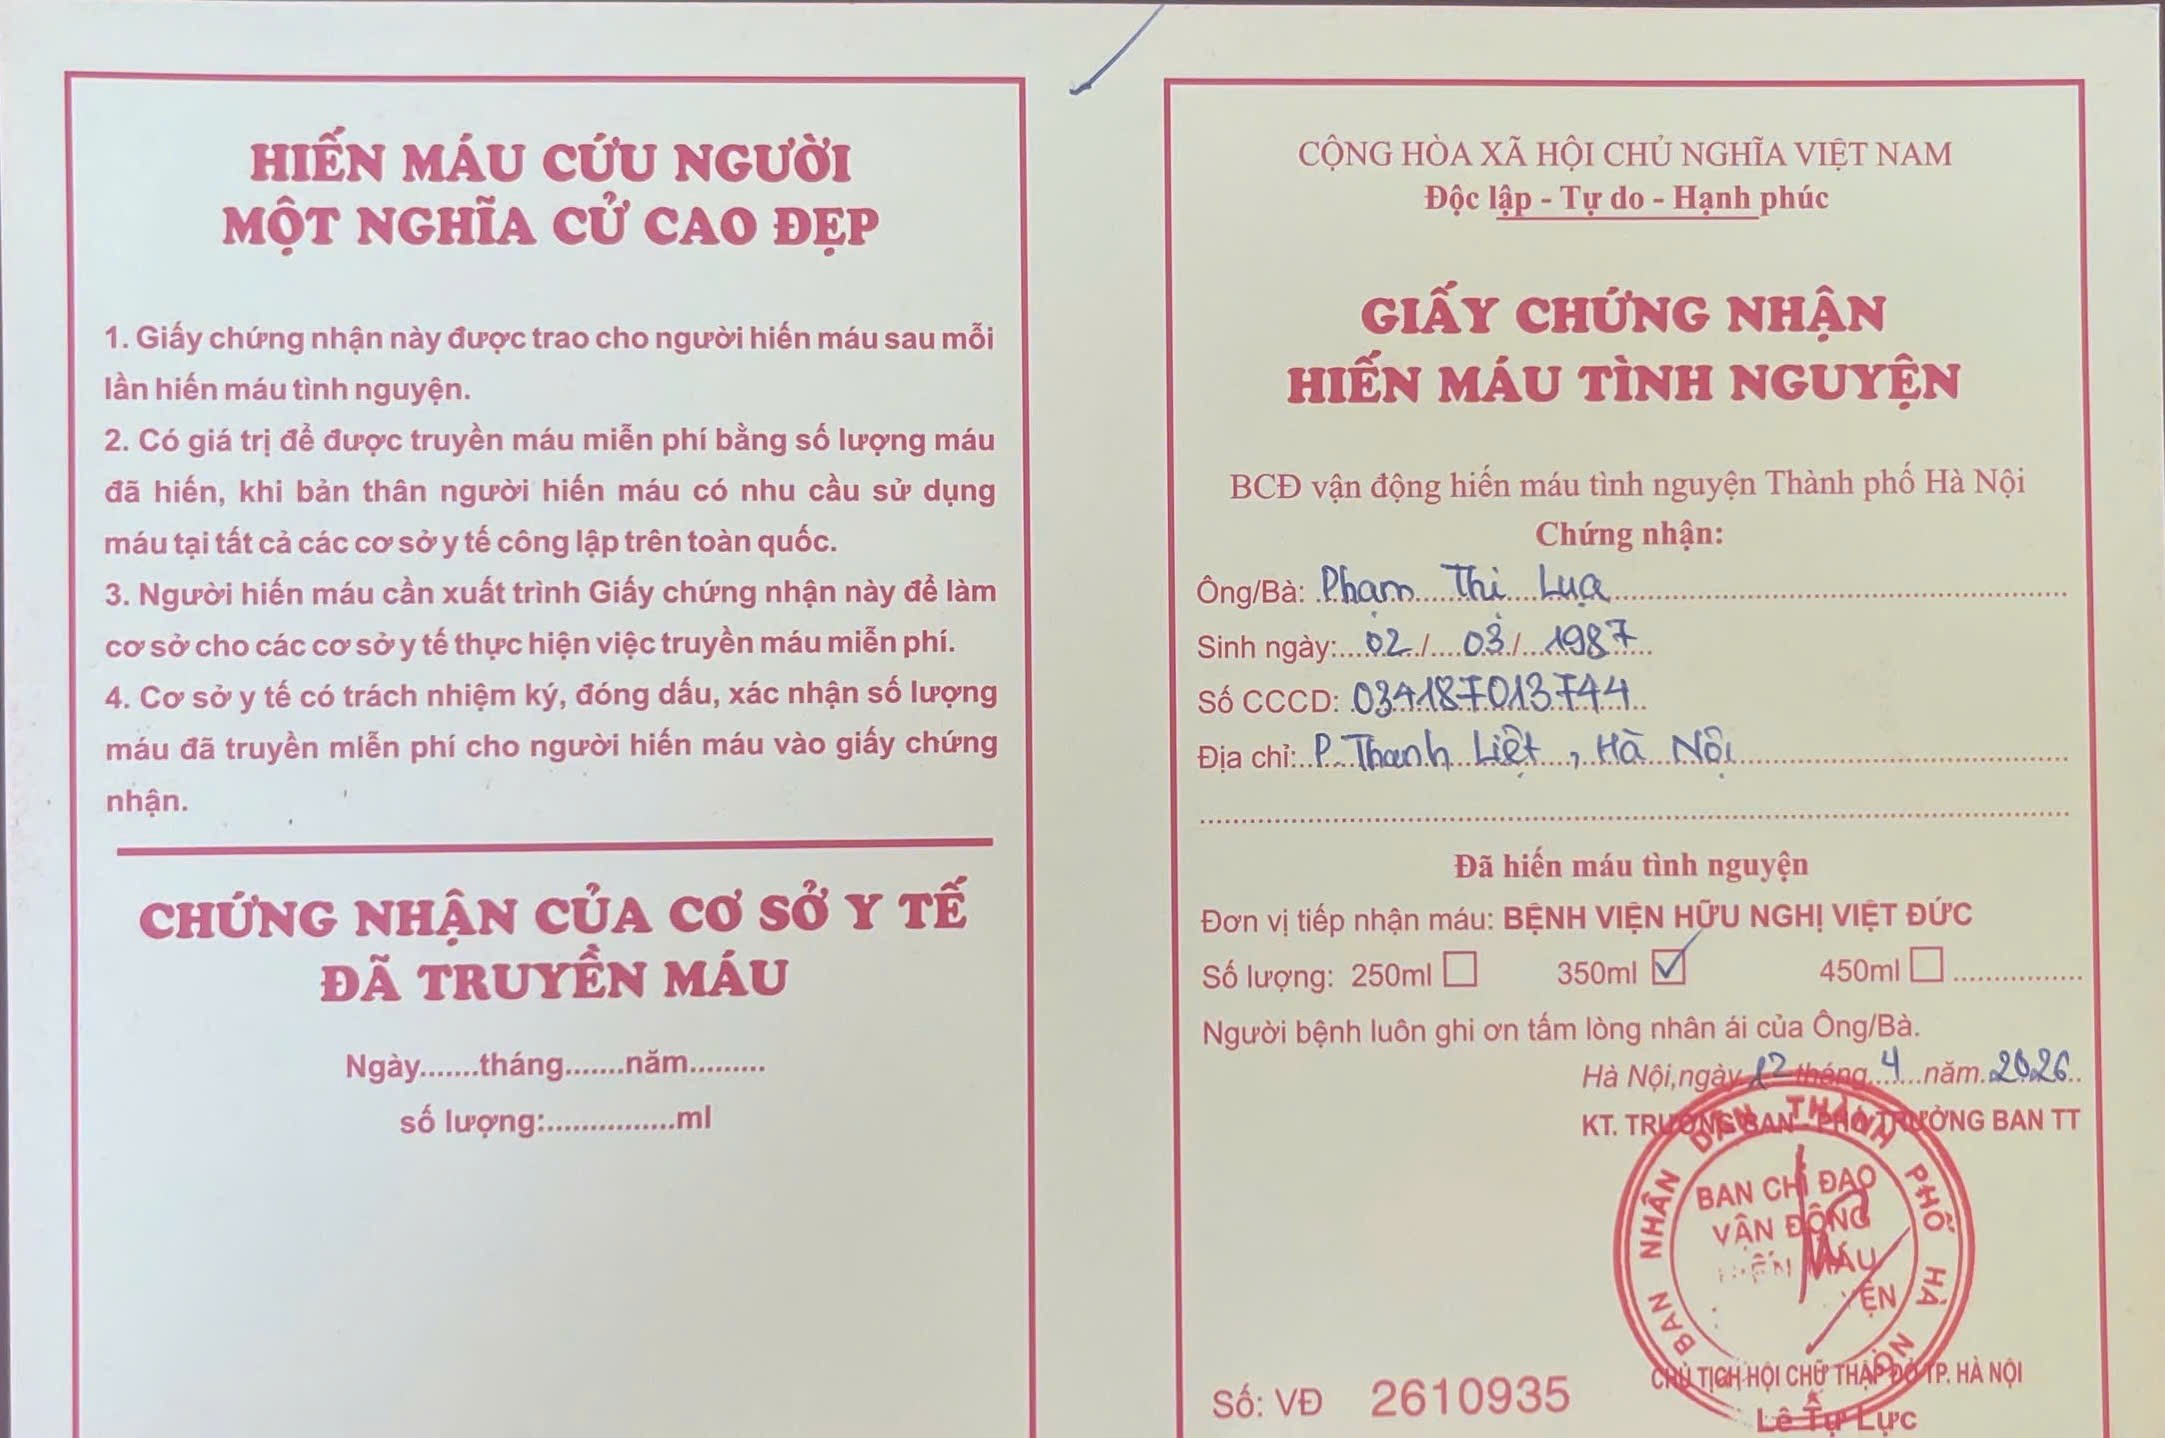 HIẾN MÁU CỨU NGƯỜI
MỘT NGHĨA CỬ CAO ĐẸP
1. Giấy chứng nhận này được trao cho người hiến máu sau mỗi
lần hiến máu tình nguyện.
2. Có giá trị để được truyền máu miễn phí bằng số lượng máu
đã hiến, khi bản thân người hiến máu có nhu cầu sử dụng
máu tại tất cả các cơ sở y tế công lập trên toàn quốc.
3. Người hiến máu cần xuất trình Giấy chứng nhận này để làm
cơ sở cho các cơ sở y tế thực hiện việc truyền máu miễn phí.
4. Cơ sở y tế có trách nhiệm ký, đóng dấu, xác nhận số lượng
máu đã truyền miễn phí cho người hiến máu vào giấy chứng
nhận.
CHỨNG NHẬN CỦA CƠ SỞ Y TẾ
ĐÃ TRUYỀN MÁU
Ngày.......tháng.......năm.........
số lượng:...............ml
CỘNG HÒA XÃ HỘI CHỦ NGHĨA VIỆT NAM
Độc lập - Tự do - Hạnh phúc
GIẤY CHỨNG NHẬN
HIẾN MÁU TÌNH NGUYỆN
BCĐ vận động hiến máu tình nguyện Thành phố Hà Nội
Chứng nhận:
Ông/Bà: Phạm Thị Lụa
Sinh ngày: 02 / 03 / 1987
Số CCCD: 034187013744
Địa chỉ: P. Thanh Liệt, Hà Nội
Đã hiến máu tình nguyện
Đơn vị tiếp nhận máu: BỆNH VIỆN HỮU NGHỊ VIỆT ĐỨC
Số lượng: 250ml ☐ 350ml ☑ 450ml ☐
Người bệnh luôn ghi ơn tấm lòng nhân ái của Ông/Bà.
Hà Nội, ngày 12 tháng 4 năm 2026
KT. TRƯỞNG BAN - PHÓ TRƯỞNG BAN TT
BAN NHÂN DÂN THÀNH PHỐ HÀ NỘI
BAN CHỈ ĐẠO
VẬN ĐỘNG
HIẾN MÁU
CHỦ TỊCH HỘI CHỮ THẬP ĐỎ TP. HÀ NỘI
Lê Tự Lực
Số: VĐ 2610935